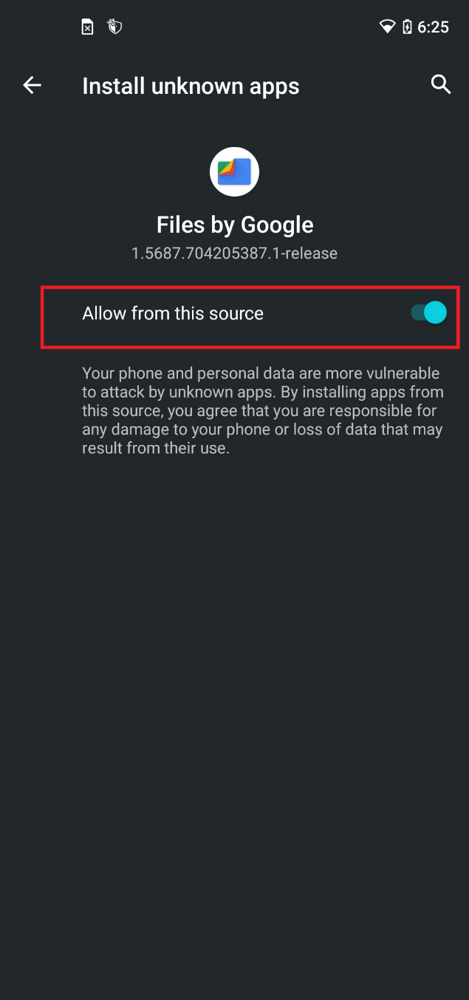 6:25
Install unknown apps
Files by Google
1.5687.704205387.1-release
Allow from this source
Your phone and personal data are more vulnerable
to attack by unknown apps. By installing apps from
this source, you agree that you are responsible for
any damage to your phone or loss of data that may
result from their use.